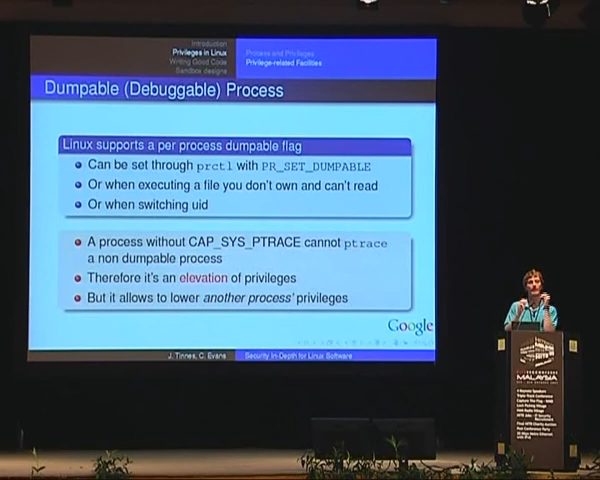 Introduction
Privileges in Linux
Writing Good Code
Sandbox designs
Process and Privileges
Privilege-related Facilities
Dumpable (Debuggable) Process
Linux supports a per process dumpable flag
Can be set through prctl with PR_SET_DUMPABLE
Or when executing a file you don't own and can't read
Or when switching uid
A process without CAP_SYS_PTRACE cannot ptrace
a non dumpable process
Therefore it's an elevation of privileges
But it allows to lower another process' privileges
Google
J. Tinnes, C. Evans
Security In-Depth for Linux Software
MALAYSIA